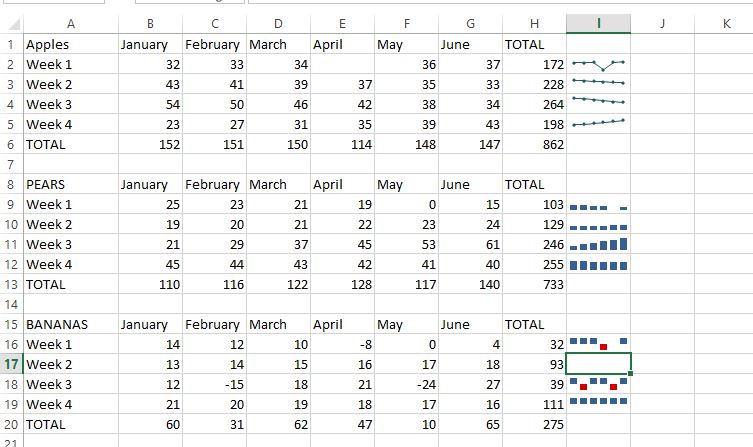 A B C D E F G H I J K
1 Apples January February March April May June TOTAL
2 Week 1 32 33 34 36 37 172
3 Week 2 43 41 39 37 35 33 228
4 Week 3 54 50 46 42 38 34 264
5 Week 4 23 27 31 35 39 43 198
6 TOTAL 152 151 150 114 148 147 862
7
8 PEARS January February March April May June TOTAL
9 Week 1 25 23 21 19 0 15 103
10 Week 2 19 20 21 22 23 24 129
11 Week 3 21 29 37 45 53 61 246
12 Week 4 45 44 43 42 41 40 255
13 TOTAL 110 116 122 128 117 140 733
14
15 BANANAS January February March April May June TOTAL
16 Week 1 14 12 10 -8 0 4 32
17 Week 2 13 14 15 16 17 18 93
18 Week 3 12 -15 18 21 -24 27 39
19 Week 4 21 20 19 18 17 16 111
20 TOTAL 60 31 62 47 10 65 275
21